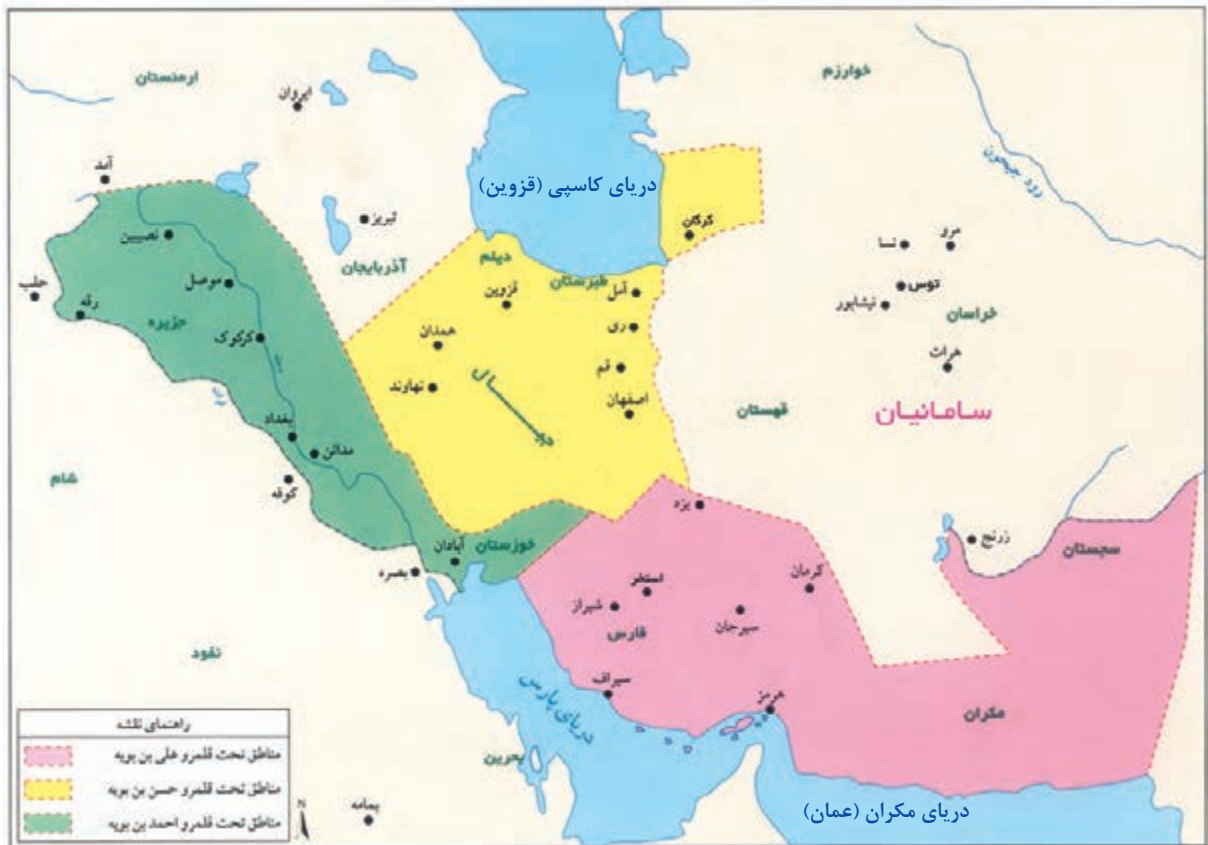 ارمنستان
ایروان
خوارزم
رود جیحون
آمد
دریای کاسپی (قزوین)
گرگان
نصیبین
تبریز
آذربایجان
دیلم
طبرستان
مرو
نسا
توس
نیشابور
خراسان
هرات
سامانیان
قهستان
حلب
رقه
موصل
جزیره
کرکوک
قزوین
آمل
ری
همدان
قم
نهاوند
اصفهان
بغداد
مدائن
کوفه
شام
یزد
خوزستان
آبادان
بصره
زرنج
سجستان
کرمان
استخر
شیراز
سیرجان
فارس
نفود
سیراف
هرمز
مکران
دریای پارس
بحرین
یمامه
دریای مکران (عمان)
N
راهنمای نقشه
مناطق تحت قلمرو علی بن بویه
مناطق تحت قلمرو حسن بن بویه
مناطق تحت قلمرو احمد بن بویه